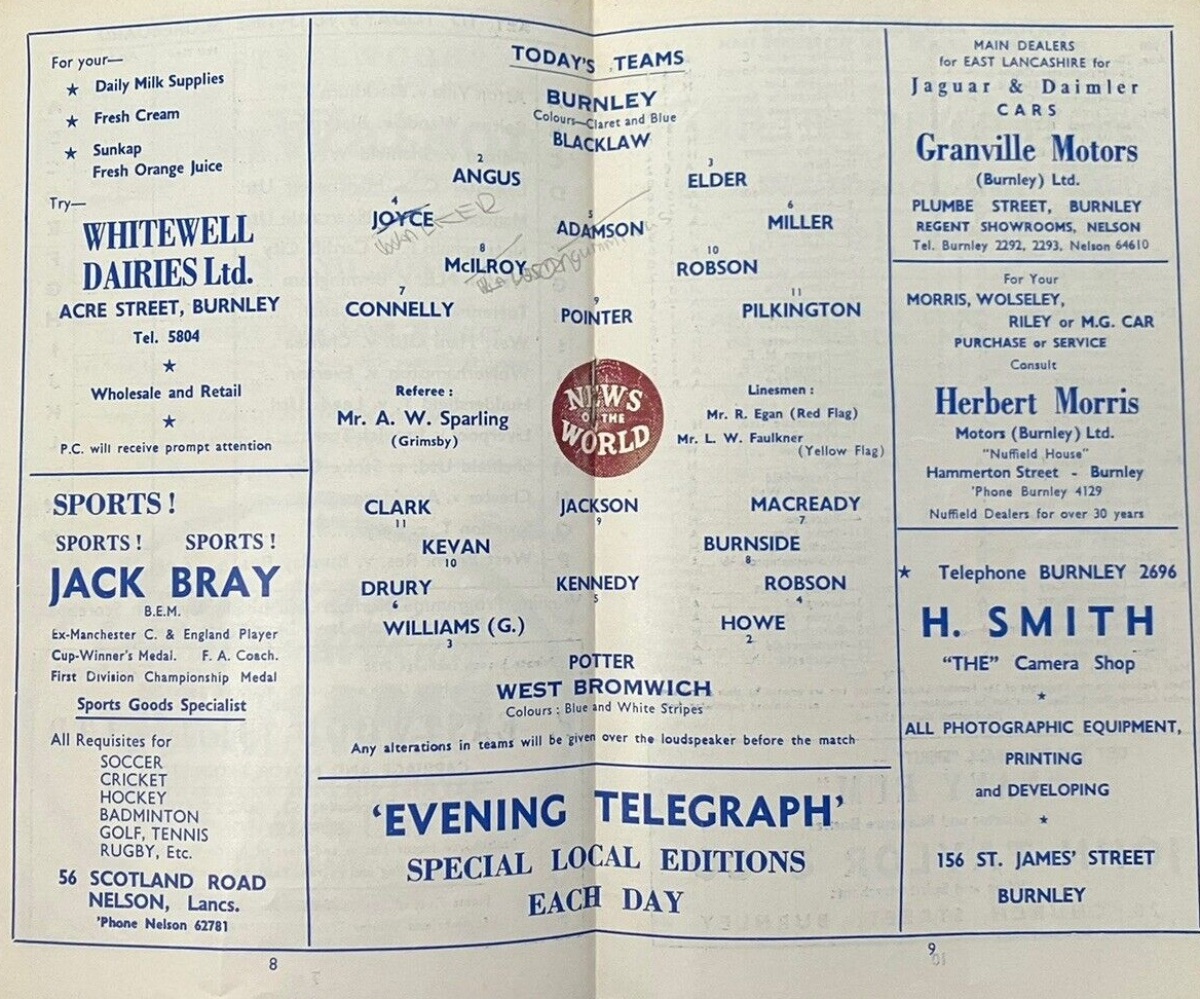 For your—
★ Daily Milk Supplies
★ Fresh Cream
★ Sunkap
Fresh Orange Juice
Try—
WHITEWELL
DAIRIES Ltd.
ACRE STREET, BURNLEY
Tel. 5804
★
Wholesale and Retail
★
P.C. will receive prompt attention
SPORTS !
SPORTS ! SPORTS !
JACK BRAY
B.E.M.
Ex-Manchester C. & England Player
Cup-Winner's Medal. F. A. Coach.
First Division Championship Medal
Sports Goods Specialist
All Requisites for
SOCCER
CRICKET
HOCKEY
BADMINTON
GOLF, TENNIS
RUGBY, Etc.
56 SCOTLAND ROAD
NELSON, Lancs.
'Phone Nelson 62781
8
TODAY'S TEAMS
BURNLEY
Colours—Claret and Blue
BLACKLAW
2 3
ANGUS ELDER
4 5 6
JOYCE ADAMSON MILLER
WALKER
8 10
McILROY ROBSON
7 9 11
CONNELLY POINTER PILKINGTON
Referee :
Mr. A. W. Sparling
(Grimsby)
NEWS
OF THE
WORLD
Linesmen :
Mr. R. Egan (Red Flag)
Mr. L. W. Faulkner
(Yellow Flag)
CLARK JACKSON MACREADY
11 9 7
KEVAN BURNSIDE
10 8
DRURY KENNEDY ROBSON
6 5 4
WILLIAMS (G.) HOWE
3 2
POTTER
WEST BROMWICH
Colours : Blue and White Stripes
Any alterations in teams will be given over the loudspeaker before the match
'EVENING TELEGRAPH'
SPECIAL LOCAL EDITIONS
EACH DAY
MAIN DEALERS
for EAST LANCASHIRE for
Jaguar & Daimler
CARS
Granville Motors
(Burnley) Ltd.
PLUMBE STREET, BURNLEY
REGENT SHOWROOMS, NELSON
Tel. Burnley 2292, 2293, Nelson 64610
For Your
MORRIS, WOLSELEY,
RILEY or M.G. CAR
PURCHASE or SERVICE
Consult
Herbert Morris
Motors (Burnley) Ltd.
"Nuffield House"
Hammerton Street - Burnley
'Phone Burnley 4129
Nuffield Dealers for over 30 years
★ Telephone BURNLEY 2696
H. SMITH
"THE" Camera Shop
★
ALL PHOTOGRAPHIC EQUIPMENT,
PRINTING
and DEVELOPING
★
156 ST. JAMES' STREET
BURNLEY
9